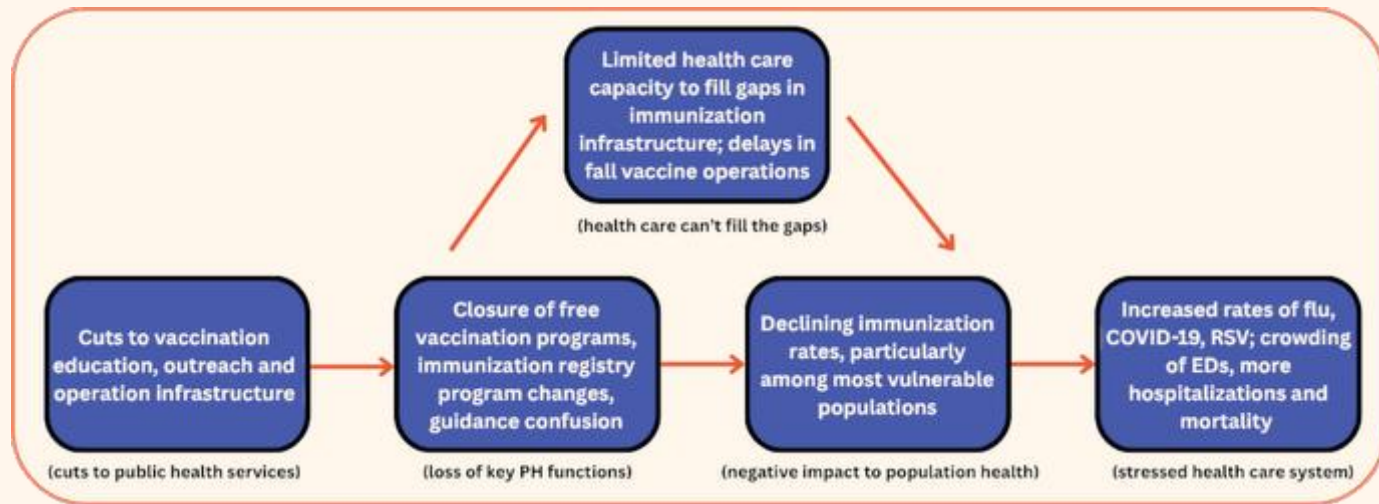 Limited health care
capacity to fill gaps in
immunization
infrastructure; delays in
fall vaccine operations
(health care can't fill the gaps)
Cuts to vaccination
education, outreach and
operation infrastructure
(cuts to public health services)
Closure of free
vaccination programs,
immunization registry
program changes,
guidance confusion
(loss of key PH functions)
Declining immunization
rates, particularly
among most vulnerable
populations
(negative impact to population health)
Increased rates of flu,
COVID-19, RSV; crowding
of EDs, more
hospitalizations and
mortality
(stressed health care system)